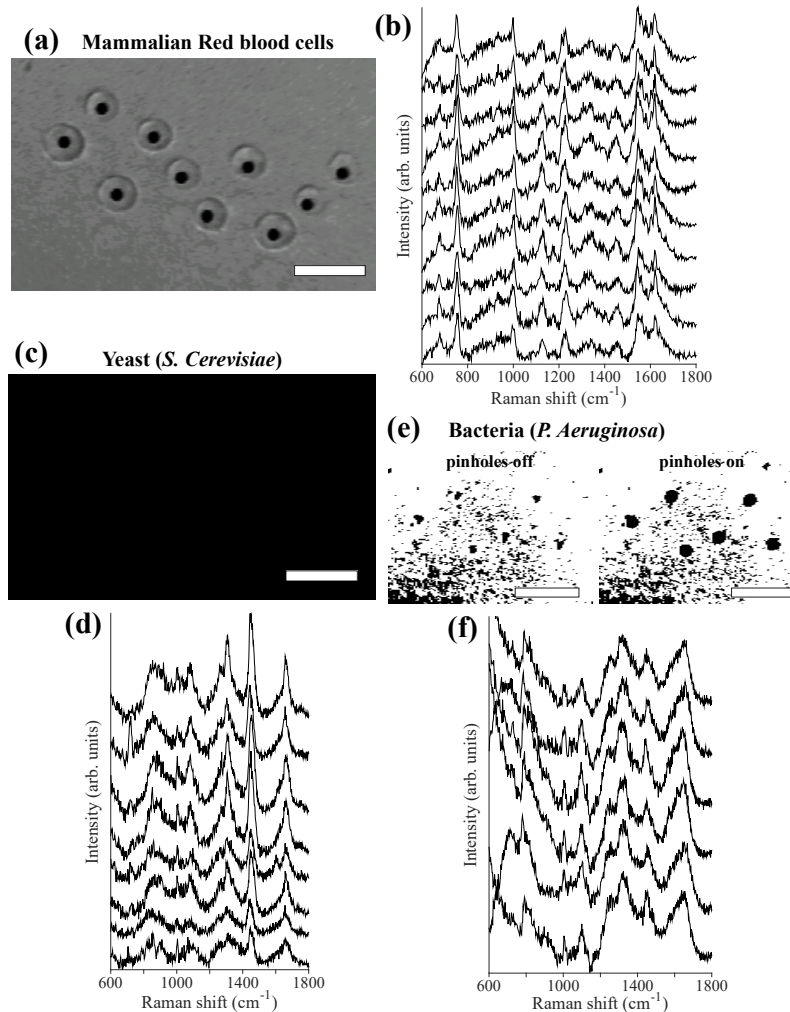 (a) Mammalian Red blood cells
(b)
Intensity (arb. units)
600 800 1000 1200 1400 1600 1800
Raman shift (cm⁻¹)
(c) Yeast (S. Cerevisiae)
(e) Bacteria (P. Aeruginosa)
pinholes off
pinholes on
(d)
Intensity (arb. units)
600 1000 1400 1800
Raman shift (cm⁻¹)
(f)
Intensity (arb. units)
600 1000 1400 1800
Raman shift (cm⁻¹)